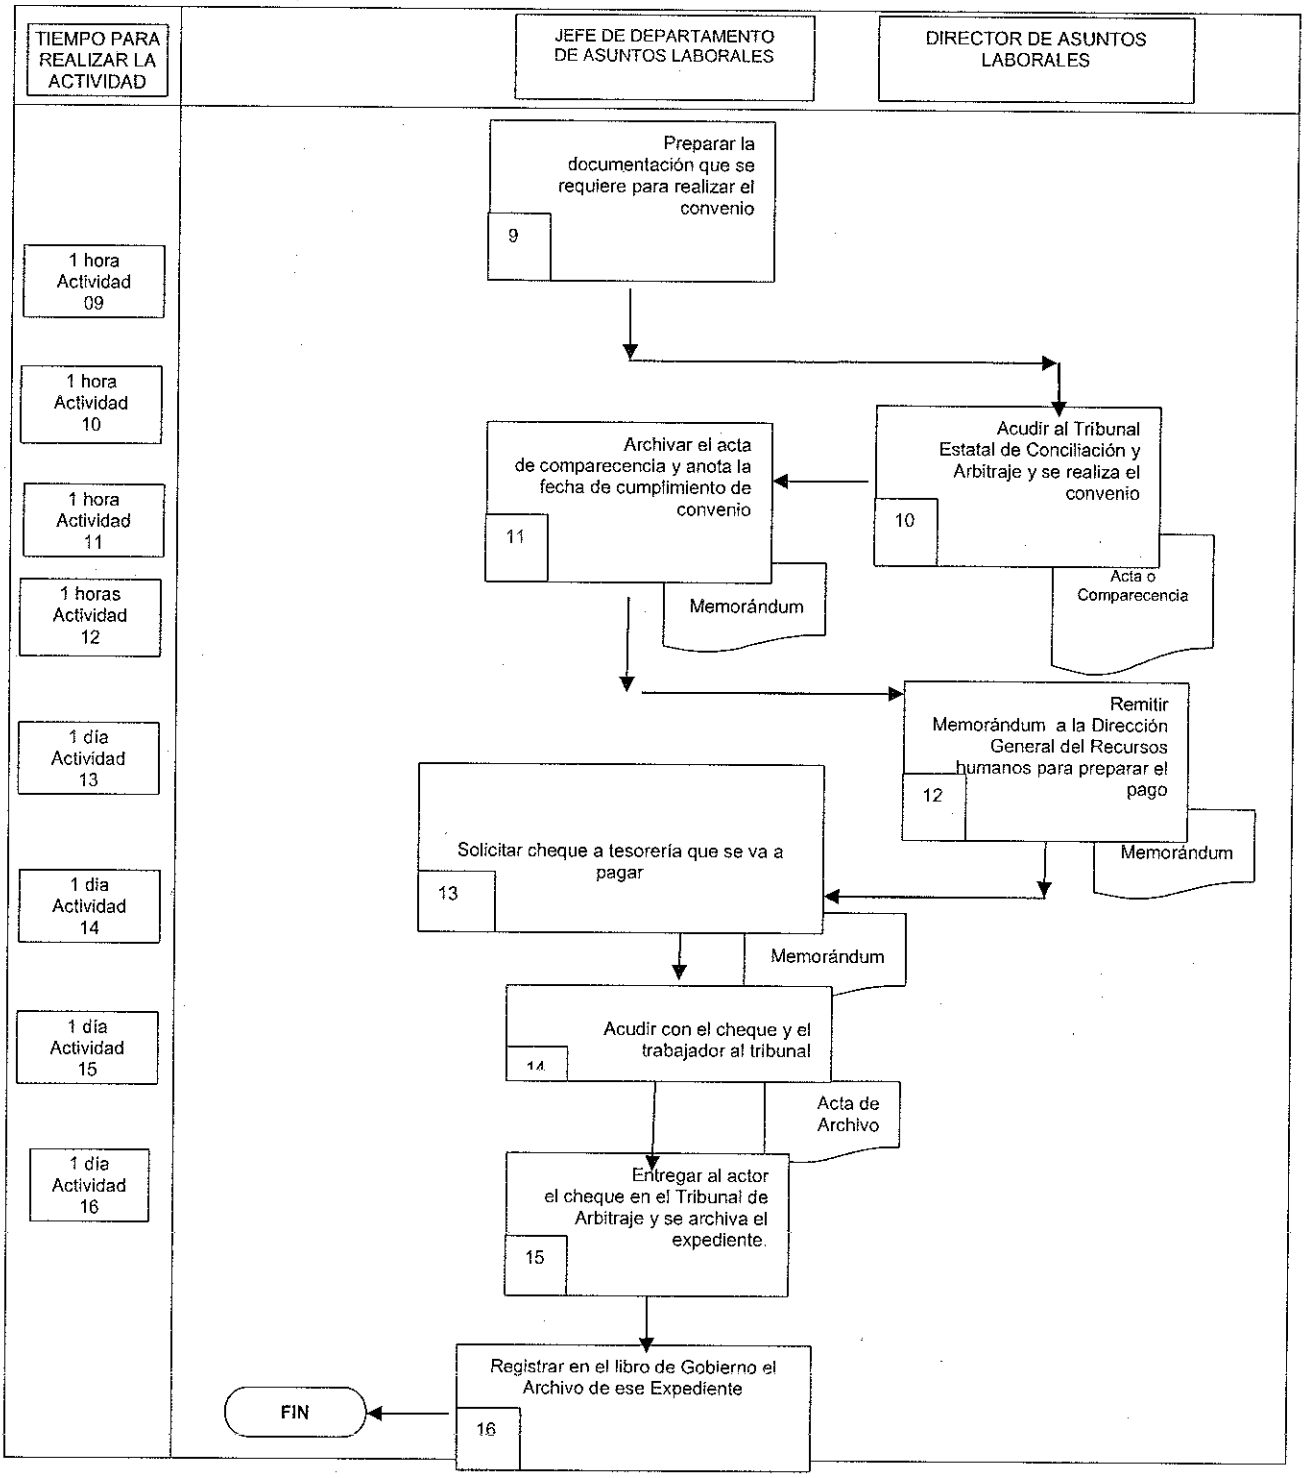 TIEMPO PARA
REALIZAR LA
ACTIVIDAD
JEFE DE DEPARTAMENTO
DE ASUNTOS LABORALES
DIRECTOR DE ASUNTOS
LABORALES
Preparar la
documentación que se
requiere para realizar el
convenio
9
1 hora
Actividad
09
1 hora
Actividad
10
Acudir al Tribunal
Estatal de Conciliación y
Arbitraje y se realiza el
convenio
10
Acta o
Comparecencia
Archivar el acta
de comparecencia y anota la
fecha de cumplimiento de
convenio
11
Memorándum
1 hora
Actividad
11
1 horas
Actividad
12
Remitir
Memorándum a la Dirección
General del Recursos
humanos para preparar el
pago
12
Memorándum
1 día
Actividad
13
Solicitar cheque a tesorería que se va a
pagar
13
Memorándum
1 día
Actividad
14
Acudir con el cheque y el
trabajador al tribunal
14
Acta de
Archivo
1 día
Actividad
15
Entregar al actor
el cheque en el Tribunal de
Arbitraje y se archiva el
expediente.
15
1 día
Actividad
16
Registrar en el libro de Gobierno el
Archivo de ese Expediente
16
FIN